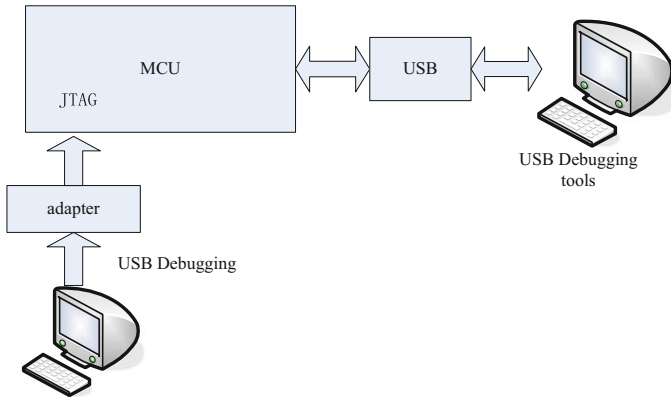 MCU
USB
JTAG
USB Debugging
tools
adapter
USB Debugging